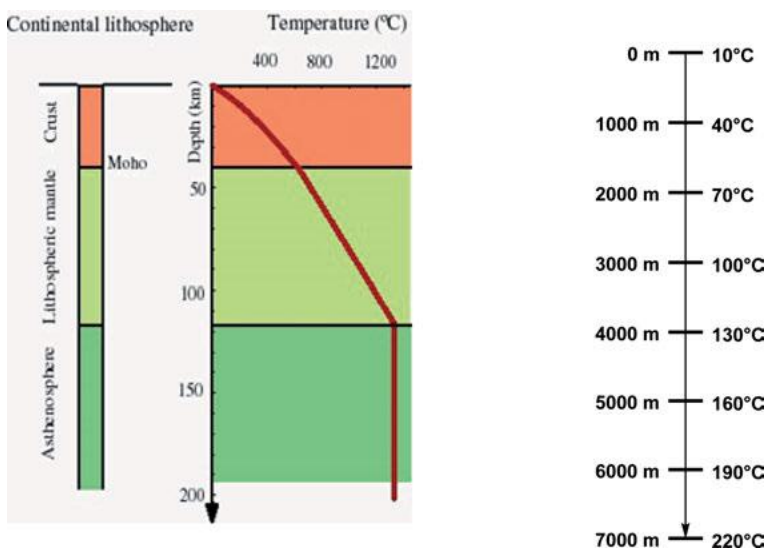 Continental lithosphere
Temperature (ºC)
400 800 1200
Crust
Moho
Lithospheric mantle
Asthenosphere
Depth (km)
50
100
150
200
0 m 10°C
1000 m 40°C
2000 m 70°C
3000 m 100°C
4000 m 130°C
5000 m 160°C
6000 m 190°C
7000 m 220°C